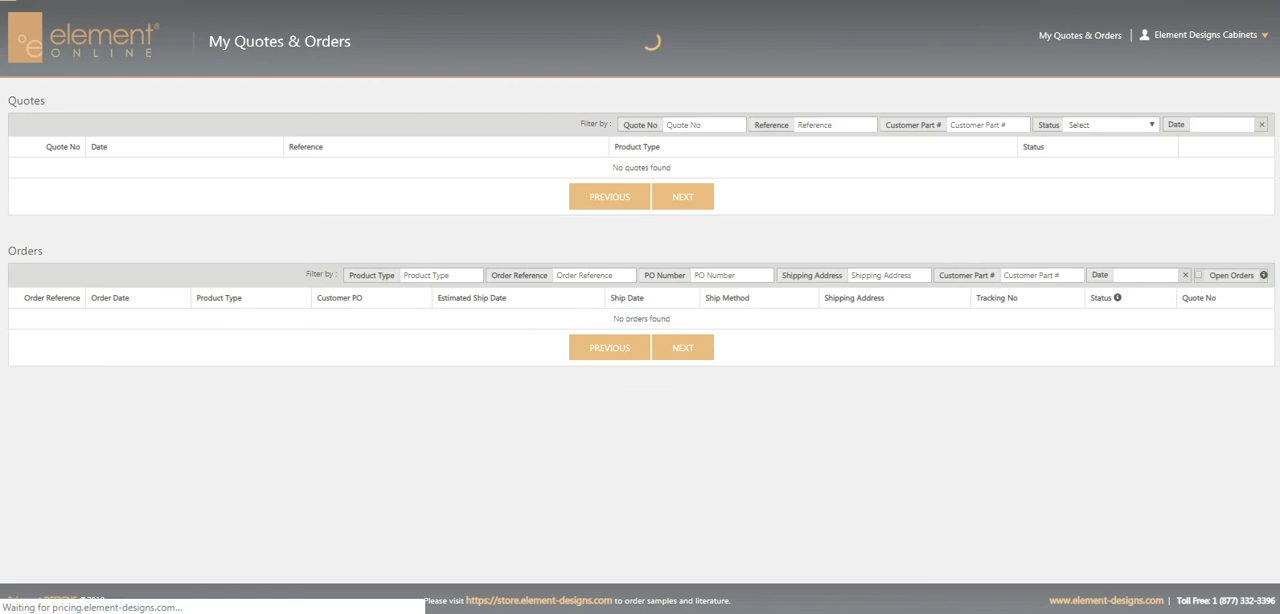 element®
ONLINE
My Quotes & Orders
My Quotes & Orders
Element Designs Cabinets
Quotes
Filter by : Quote No Quote No Reference Reference Customer Part # Customer Part # Status Select Date
Quote No Date Reference Product Type Status
No quotes found
PREVIOUS NEXT
Orders
Filter by : Product Type Product Type Order Reference Order Reference PO Number PO Number Shipping Address Shipping Address Customer Part # Customer Part # Date Open Orders
Order Reference Order Date Product Type Customer PO Estimated Ship Date Ship Date Ship Method Shipping Address Tracking No Status Quote No
No orders found
PREVIOUS NEXT
Please visit https://store.element-designs.com to order samples and literature.
www.element-designs.com | Toll Free: 1 (877) 332-3396
Waiting for pricing.element-designs.com...